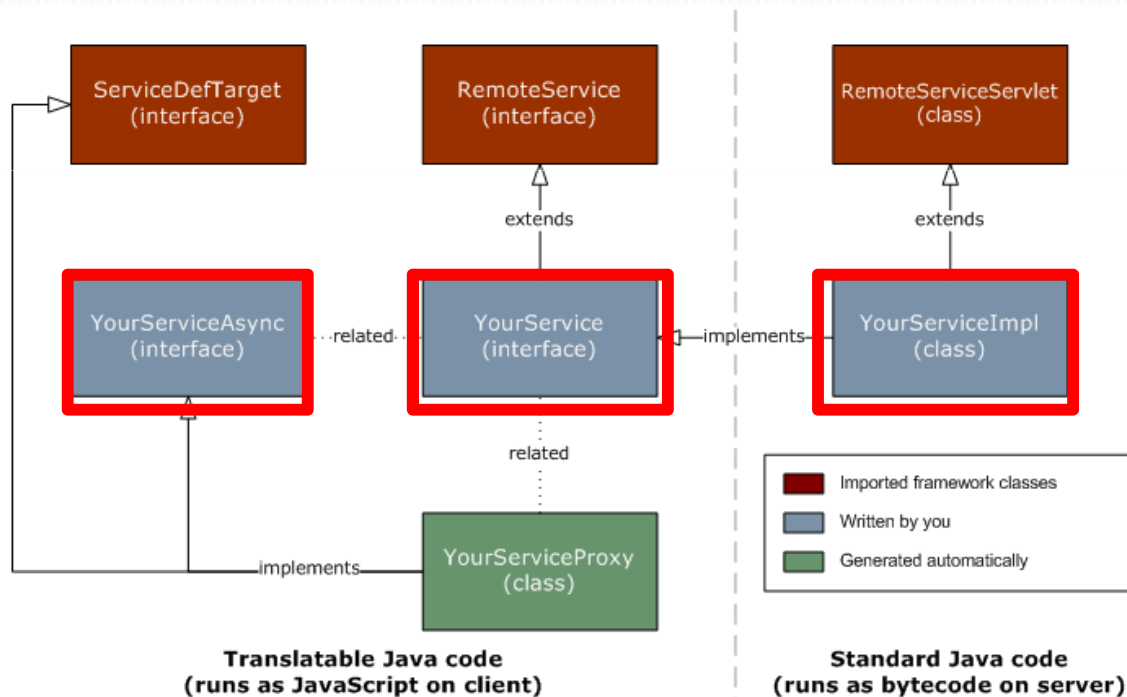 ServiceDefTarget
(interface)
RemoteService
(interface)
RemoteServiceServlet
(class)
extends
extends
YourServiceAsync
(interface)
related
YourService
(interface)
implements
YourServiceImpl
(class)
related
Imported framework classes
Written by you
Generated automatically
YourServiceProxy
(class)
implements
Translatable Java code
(runs as JavaScript on client)
Standard Java code
(runs as bytecode on server)